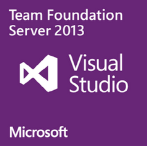 Team Foundation
Server 2013
Visual
Studio
Microsoft